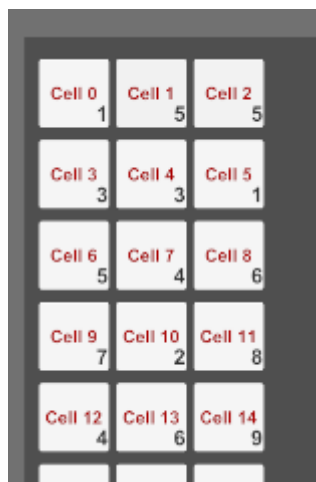 Cell 0 Cell 1 Cell 2
1 5 5
Cell 3 Cell 4 Cell 5
3 3 1
Cell 6 Cell 7 Cell 8
5 4 6
Cell 9 Cell 10 Cell 11
7 2 8
Cell 12 Cell 13 Cell 14
4 6 9